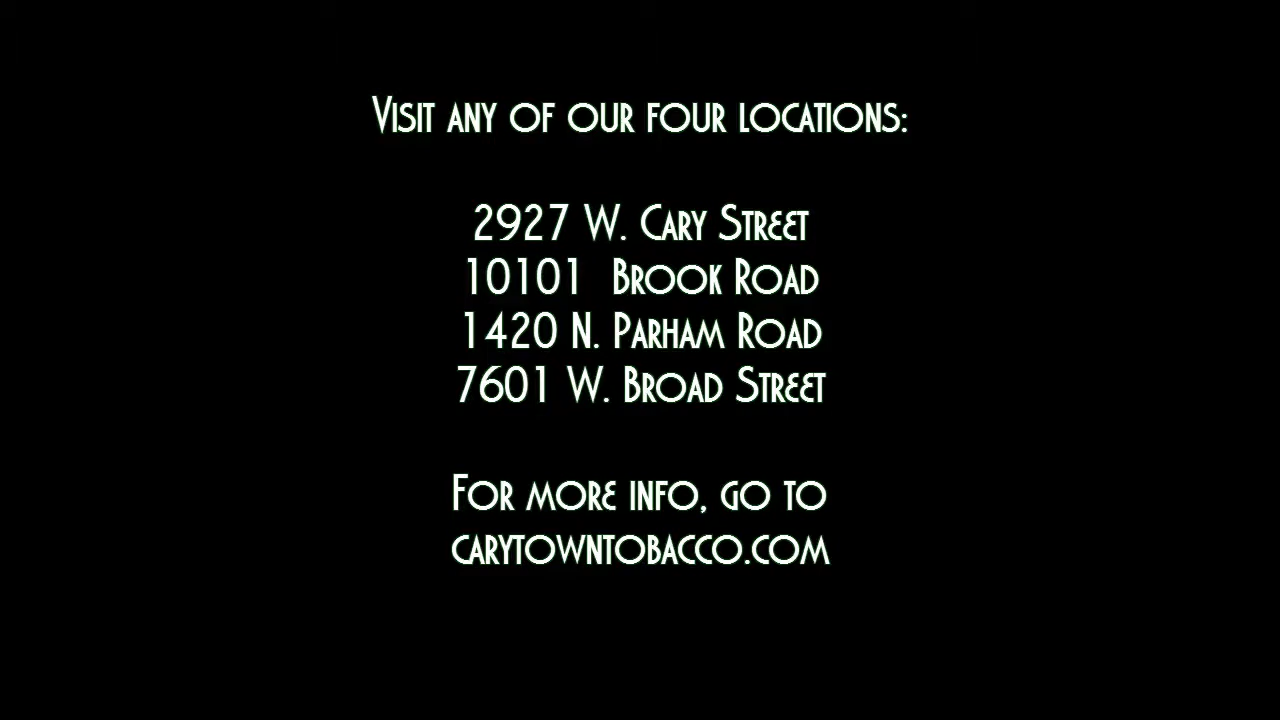 Visit any of our four locations:
2927 W. Cary Street
10101 Brook Road
1420 N. Parham Road
7601 W. Broad Street
For more info, go to
carytowntobacco.com